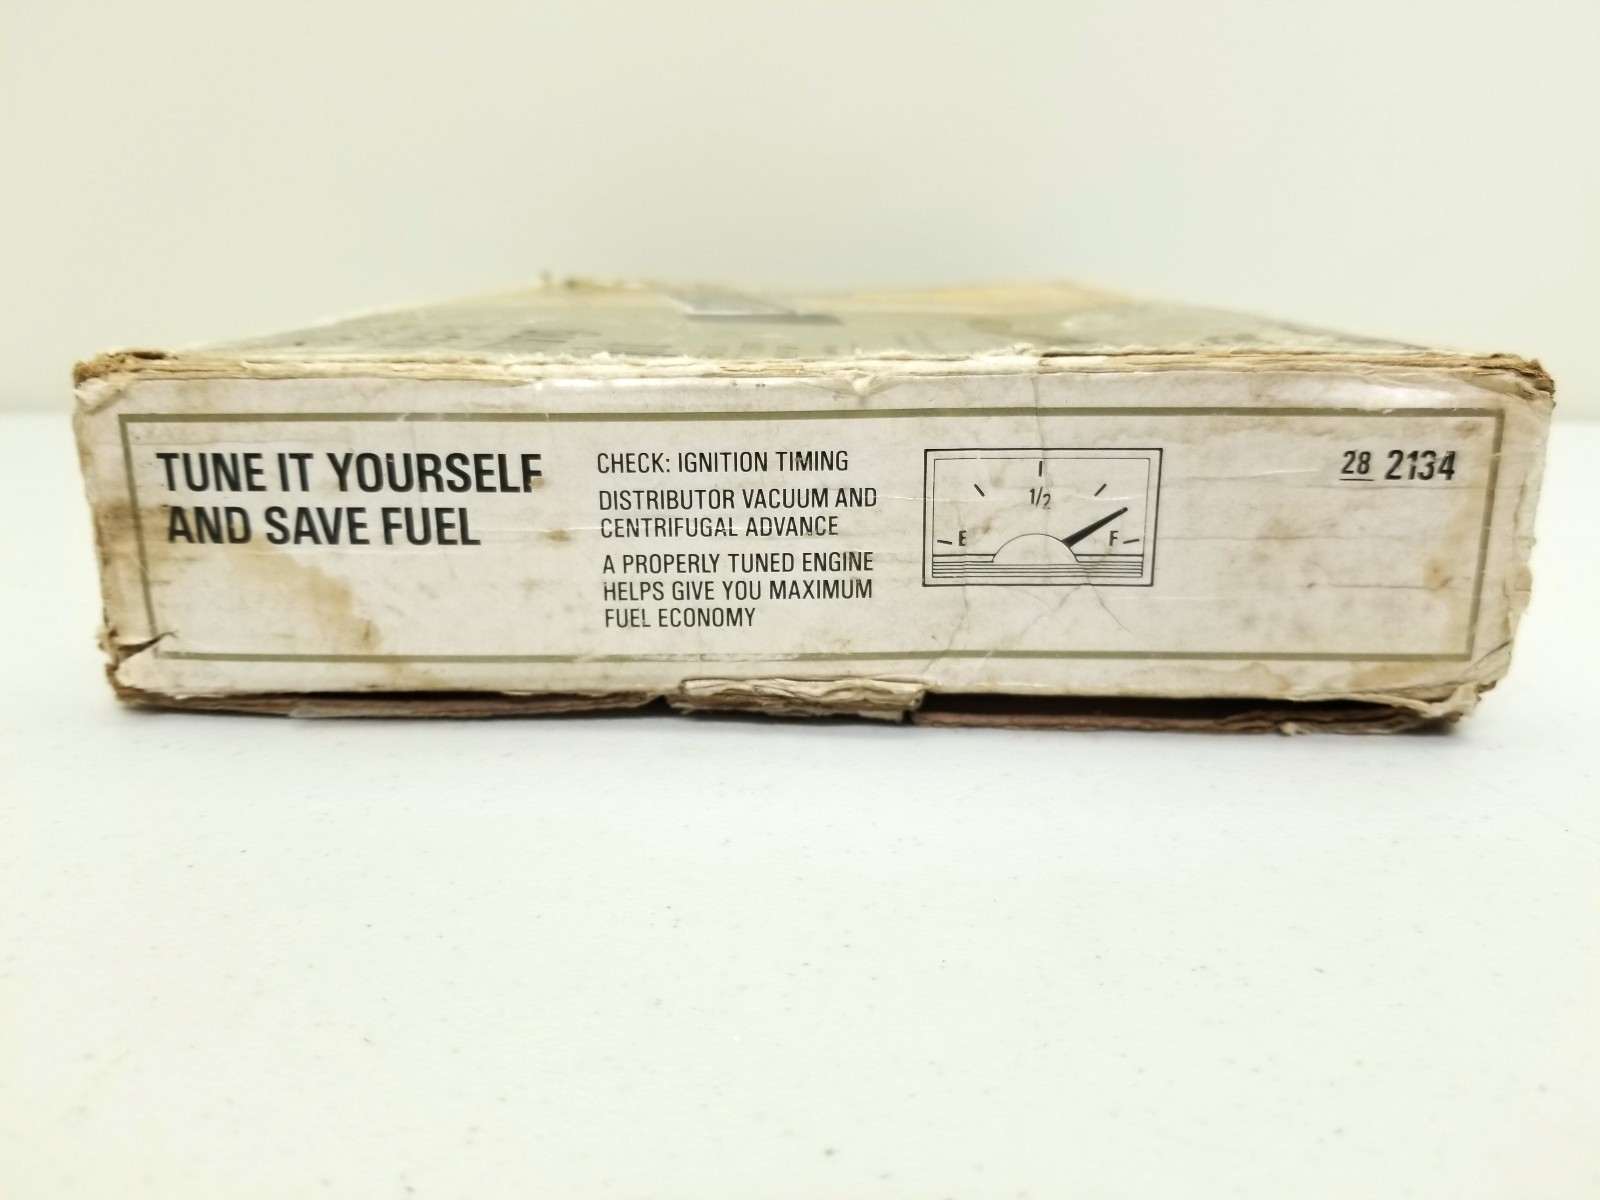 TUNE IT YOURSELF
AND SAVE FUEL
CHECK: IGNITION TIMING
DISTRIBUTOR VACUUM AND
CENTRIFUGAL ADVANCE
A PROPERLY TUNED ENGINE
HELPS GIVE YOU MAXIMUM
FUEL ECONOMY
E 1/2 F
28 2134